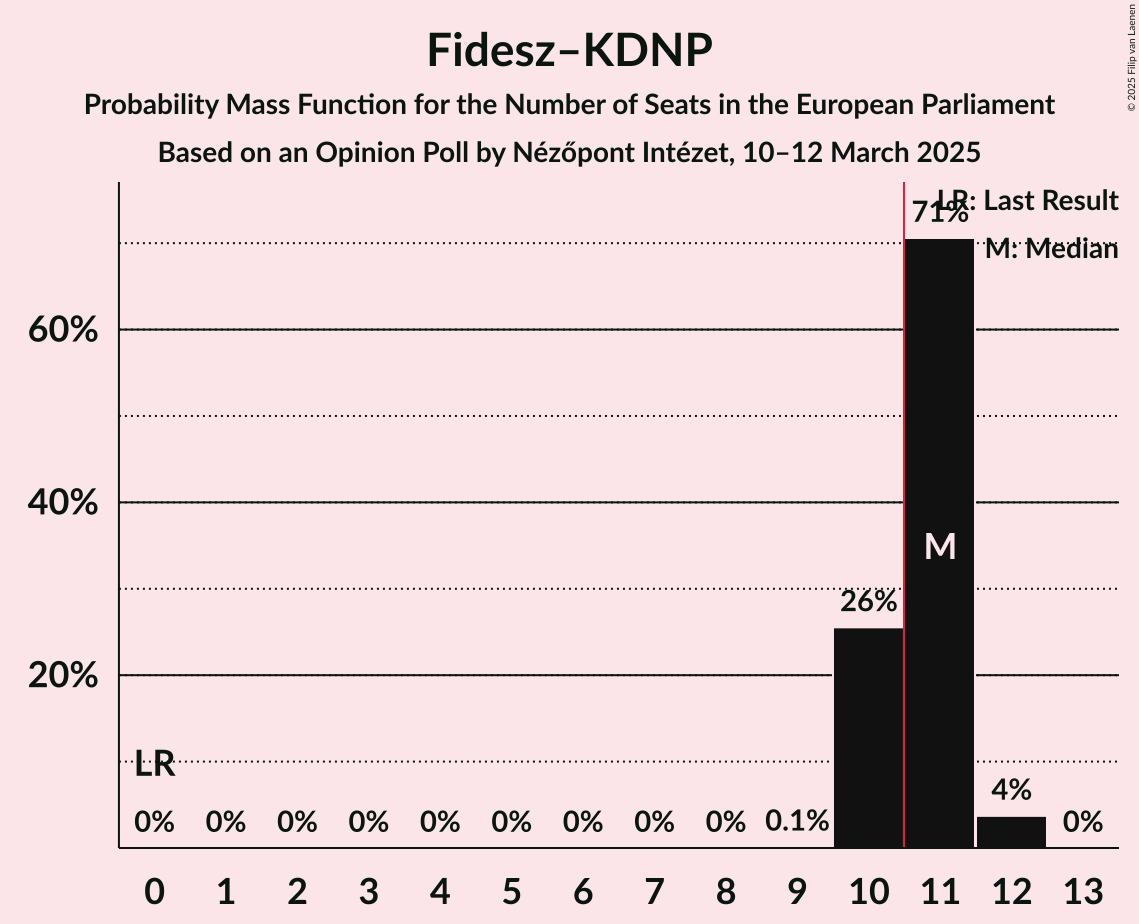 Fidesz–KDNP
Probability Mass Function for the Number of Seats in the European Parliament
Based on an Opinion Poll by Nézőpont Intézet, 10–12 March 2025
© 2025 Filip van Laenen
LR: Last Result
M: Median
60%
40%
20%
LR
0% 0% 0% 0% 0% 0% 0% 0% 0% 0.1% 26% 71% 4% 0%
M
0 1 2 3 4 5 6 7 8 9 10 11 12 13